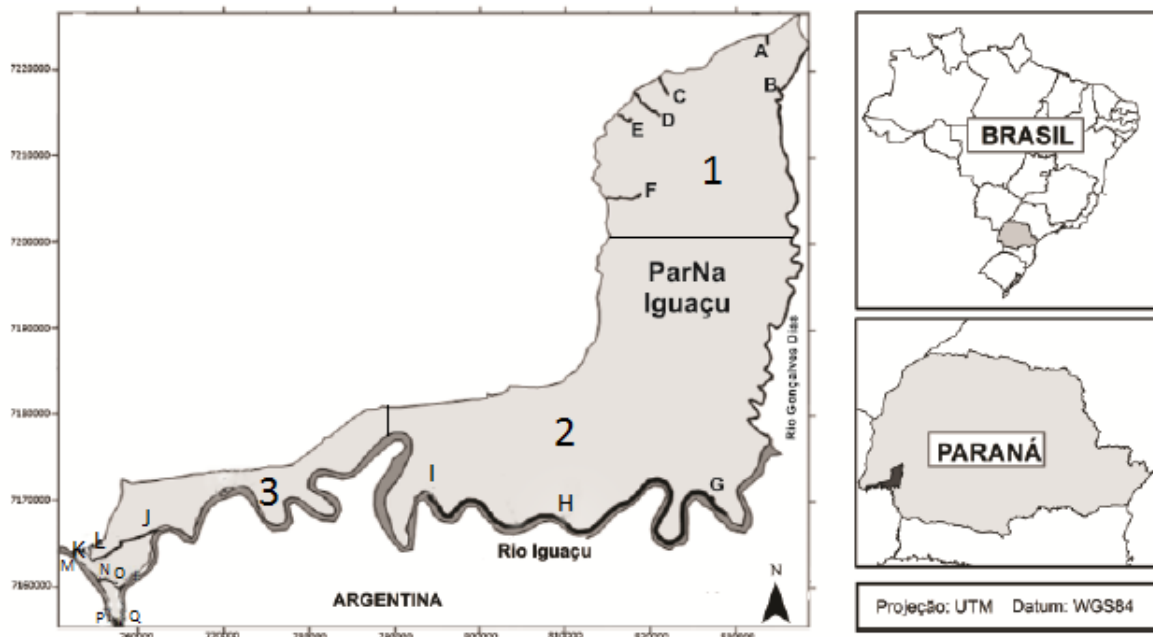 7220000
7210000
7200000
7190000
7180000
7170000
7160000
A
B
C
D
E
F
1
ParNa
Iguaçu
Rio Gonçalves Dias
2
3
G
H
I
J
L
K
M
N
O
P
Q
Rio Iguaçu
ARGENTINA
N
BRASIL
PARANÁ
Projeção: UTM Datum: WGS84